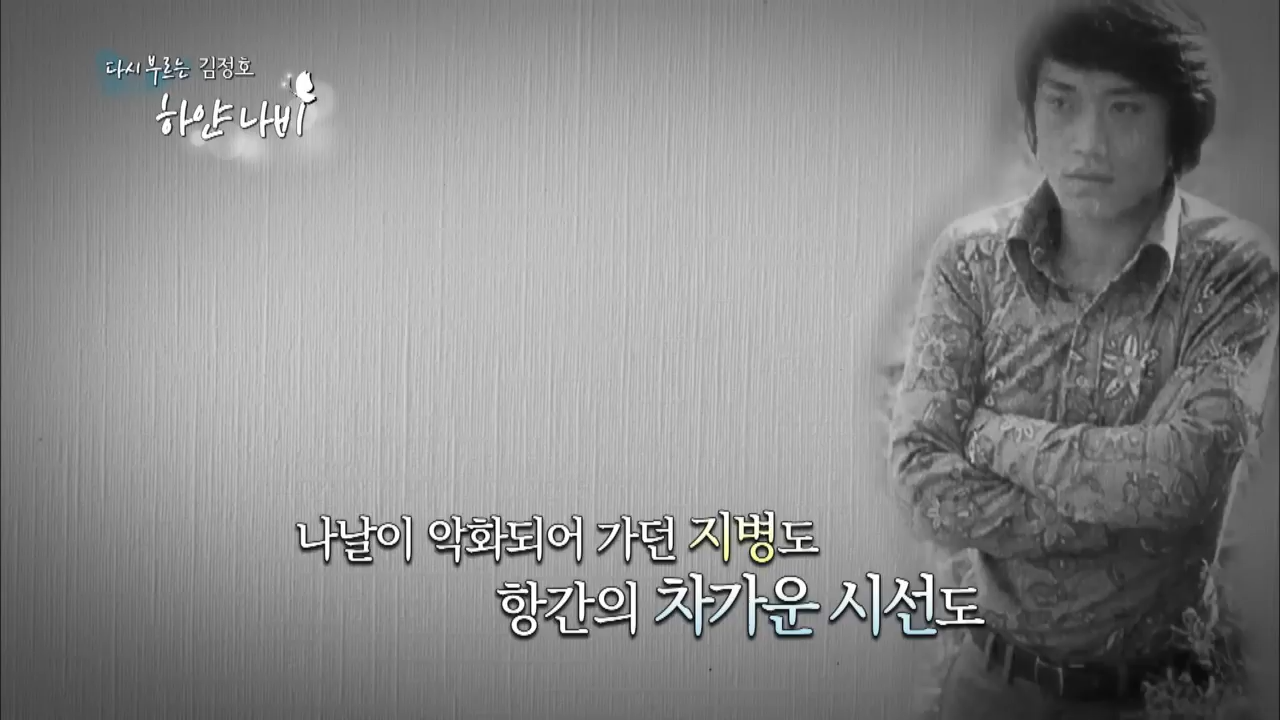 다시 부르는 김정호
하얀 나비
나날이 악화되어 가던 지병도
항간의 차가운 시선도